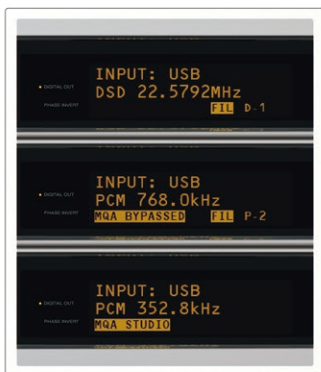 INPUT: USB
DSD 22.5792MHz
DIGITAL OUT
FIL D-1
PHASE INVERT
INPUT: USB
PCM 768.0kHz
DIGITAL OUT
MQA BYPASSED FIL P-2
PHASE INVERT
INPUT: USB
PCM 352.8kHz
DIGITAL OUT
MQA STUDIO
PHASE INVERT